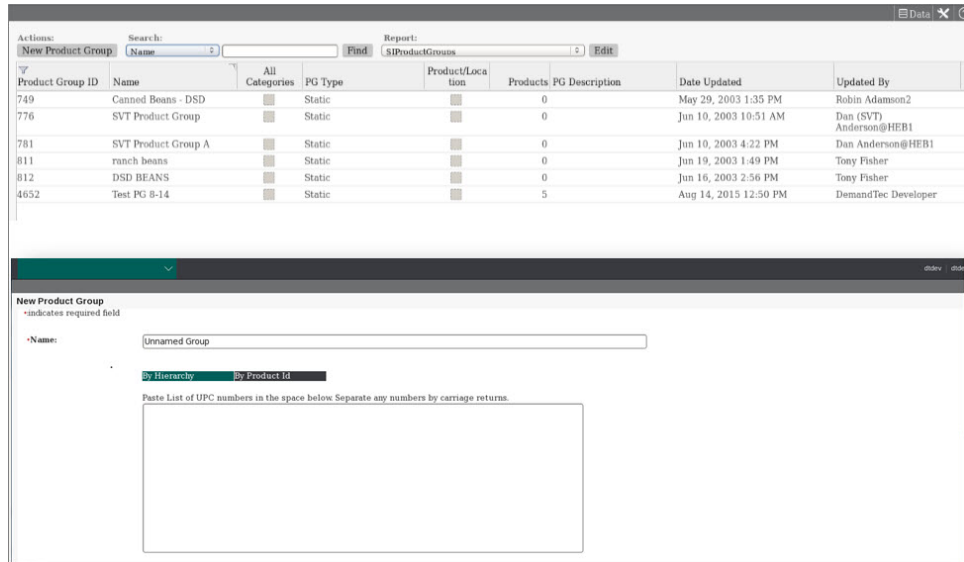 Data
Actions: Search: Report:
New Product Group Name Find SIProductGroups Edit
Product Group ID Name All Categories PG Type Product/Loca tion Products PG Description Date Updated Updated By
749 Canned Beans - DSD Static 0 May 29, 2003 1:35 PM Robin Adamson2
776 SVT Product Group Static 0 Jun 10, 2003 10:51 AM Dan (SVT) Anderson@HEB1
781 SVT Product Group A Static 0 Jun 10, 2003 4:22 PM Dan Anderson@HEB1
811 ranch beans Static 0 Jun 19, 2003 1:49 PM Tony Fisher
812 DSD BEANS Static 0 Jun 16, 2003 2:56 PM Tony Fisher
4652 Test PG 8-14 Static 5 Aug 14, 2015 12:50 PM DemandTec Developer
dtdev
New Product Group
•indicates required field
•Name: Unnamed Group
By Hierarchy By Product Id
Paste List of UPC numbers in the space below. Separate any numbers by carriage returns.